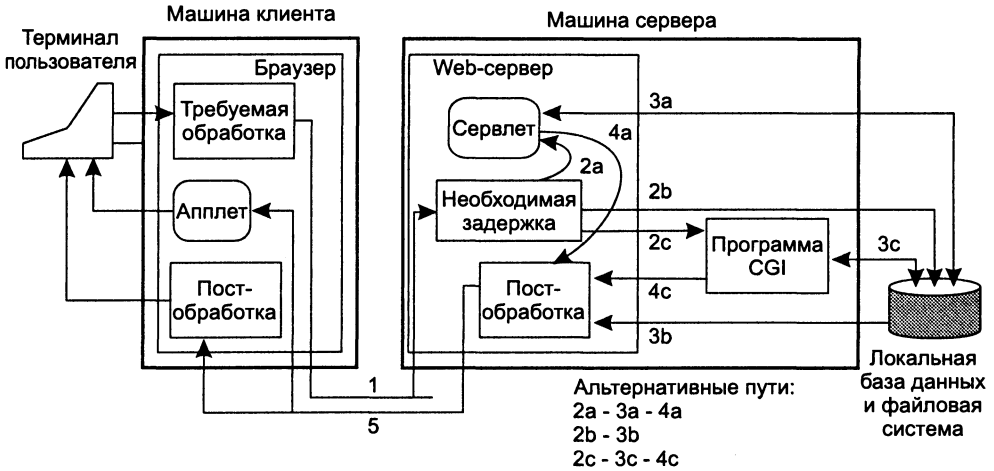 Машина клиента
Машина сервера
Терминал
пользователя
Браузер
Web-сервер
Требуемая
обработка
Сервлет
3a
4a
2a
Апплет
Необходимая
задержка
2b
2c
Программа
CGI
3c
Пост-
обработка
Пост-
обработка
4c
3b
1
5
Локальная
база данных
и файловая
система
Альтернативные пути:
2a - 3a - 4a
2b - 3b
2c - 3c - 4c